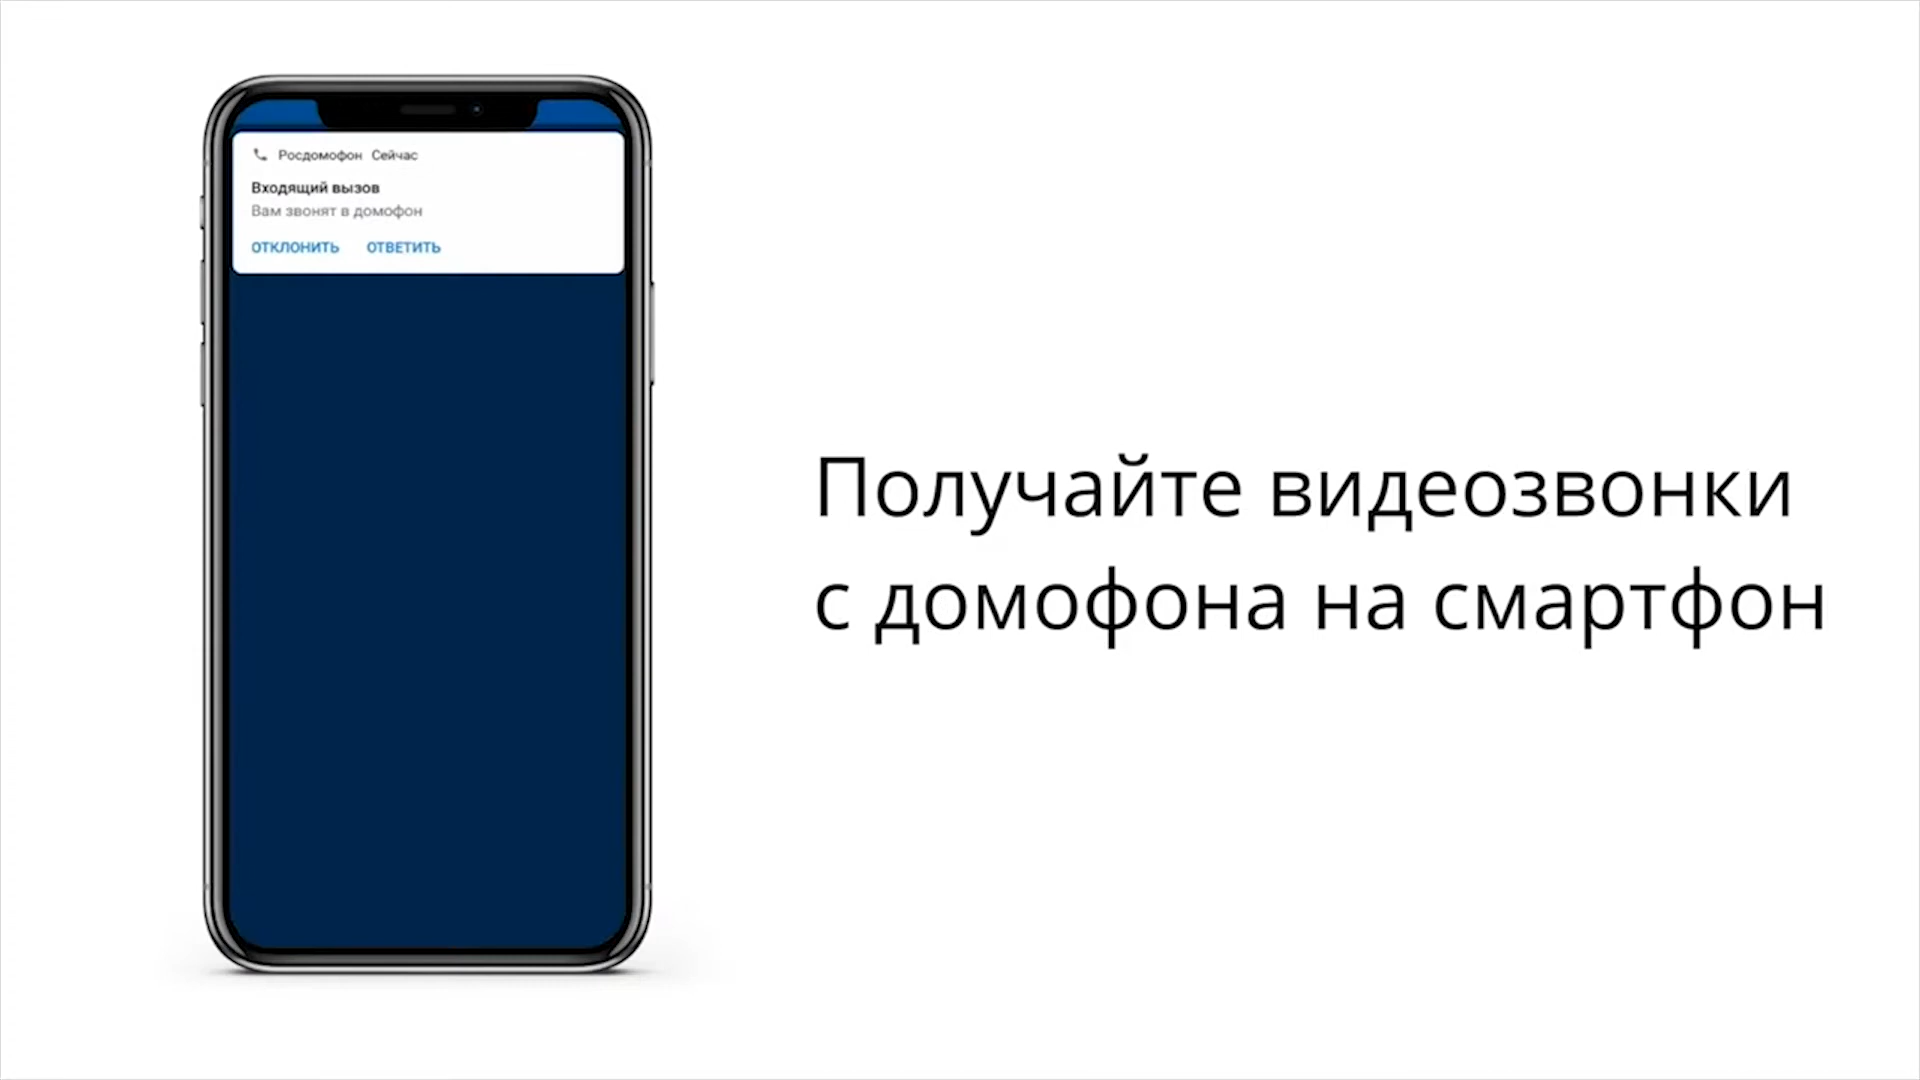 Росдомофон Сейчас
Входящий вызов
Вам звонят в домофон
ОТКЛОНИТЬ ОТВЕТИТЬ
Получайте видеозвонки
с домофона на смартфон